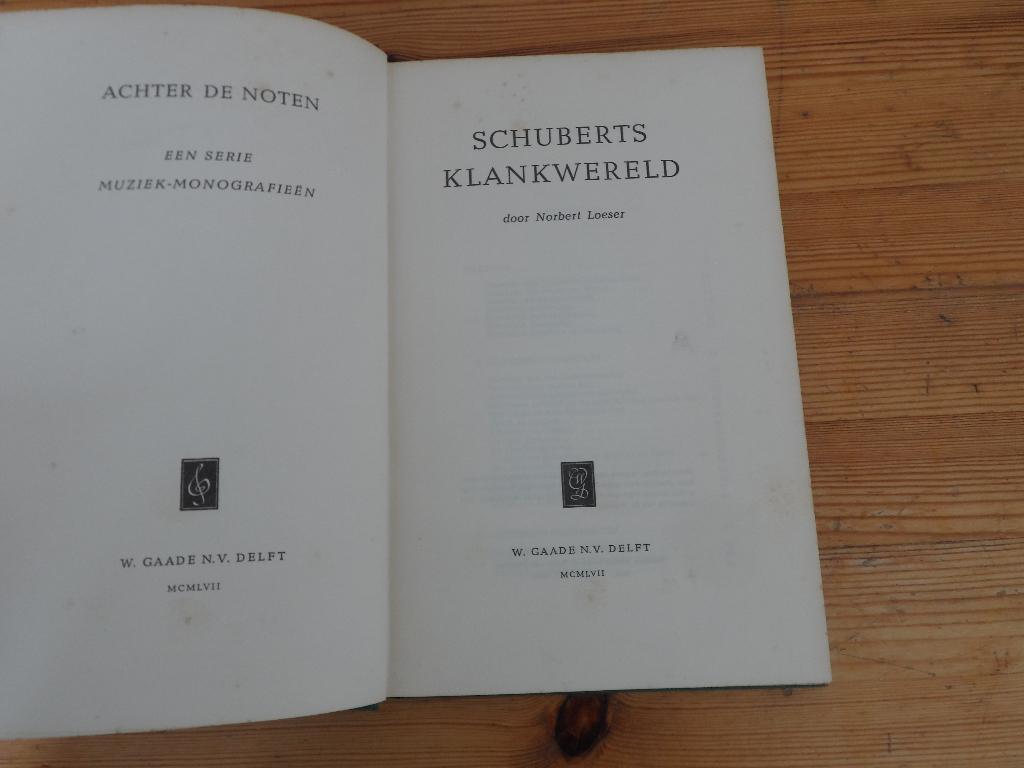 ACHTER DE NOTEN
EEN SERIE
MUZIEK-MONOGRAFIEËN
W. GAADE N.V. DELFT
MCMLVII
SCHUBERTS
KLANKWERELD
door Norbert Loeser
W. GAADE N.V. DELFT
MCMLVII